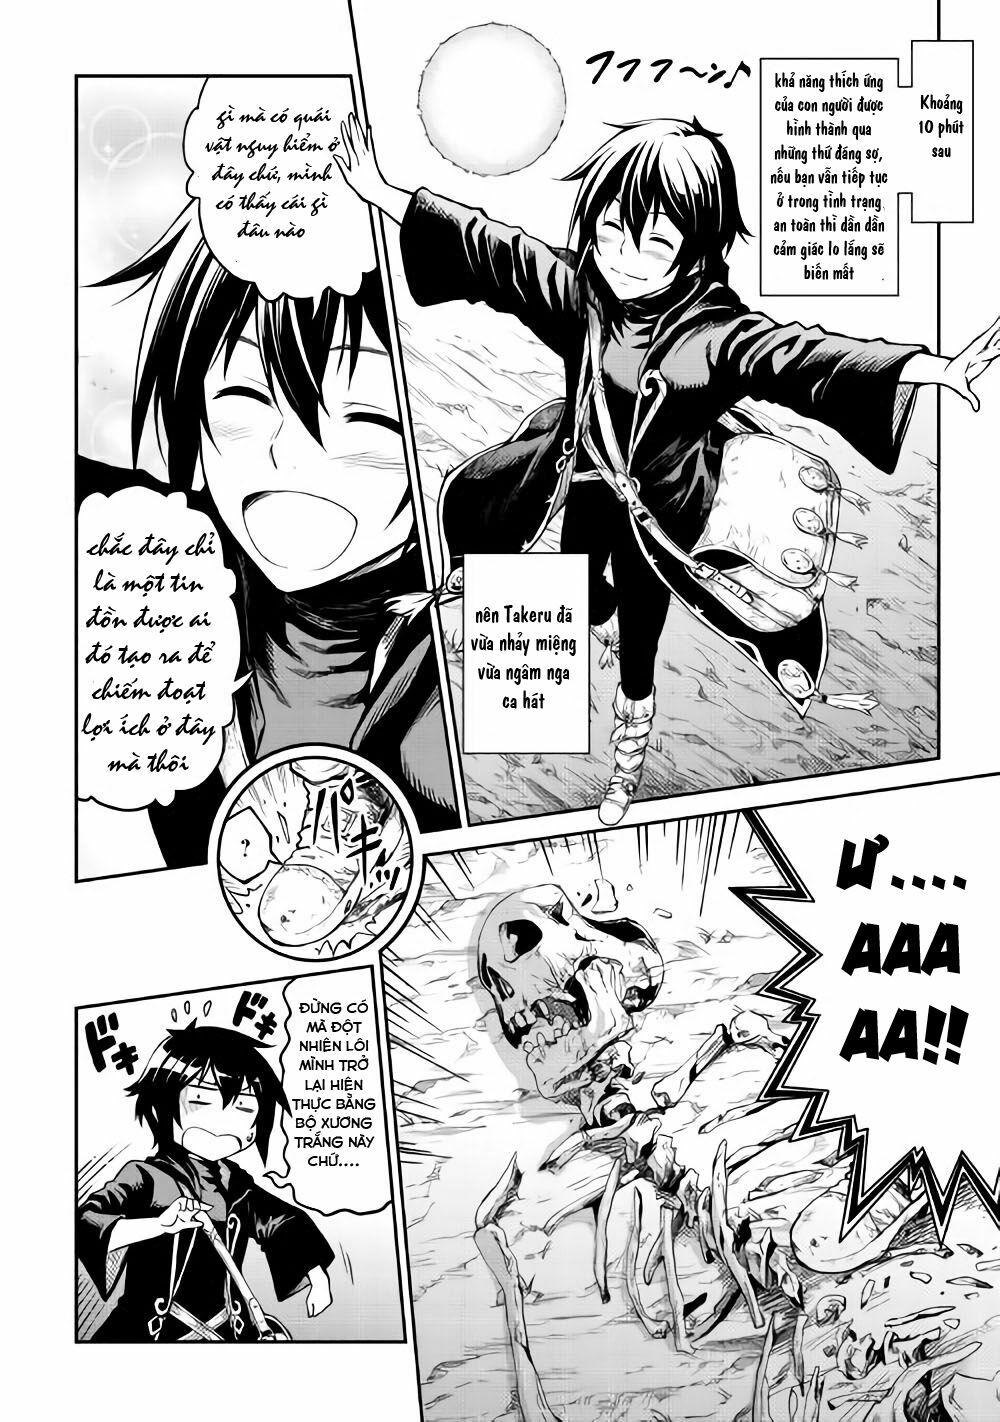 Khoảng
10 phút
sau
khả năng thích ứng
của con người được
hình thành qua
những thứ đáng sợ,
nếu bạn vẫn tiếp tục
ở trong tình trạng
an toàn thì dần dần
cảm giác lo lắng sẽ
biến mất
フフフ〜ン♪
nên Takeru đã
vừa nhảy miệng
vừa ngâm nga
ca hát
gì mà có quái
vật nguy hiểm ở
đây chứ, mình
có thấy cái gì
đâu nào
chắc đây chỉ
là một tin
đồn được ai
đó tạo ra để
chiếm đoạt
lợi ích ở đây
mà thôi
?
パキッ
Ư....
AAA
AA!!
ドキ
ドキ
ĐỪNG CÓ
MÀ ĐỘT
NHIÊN LÔI
MÌNH TRỞ
LẠI HIỆN
THỰC BẰNG
BỘ XƯƠNG
TRẮNG NÀY
CHỨ....